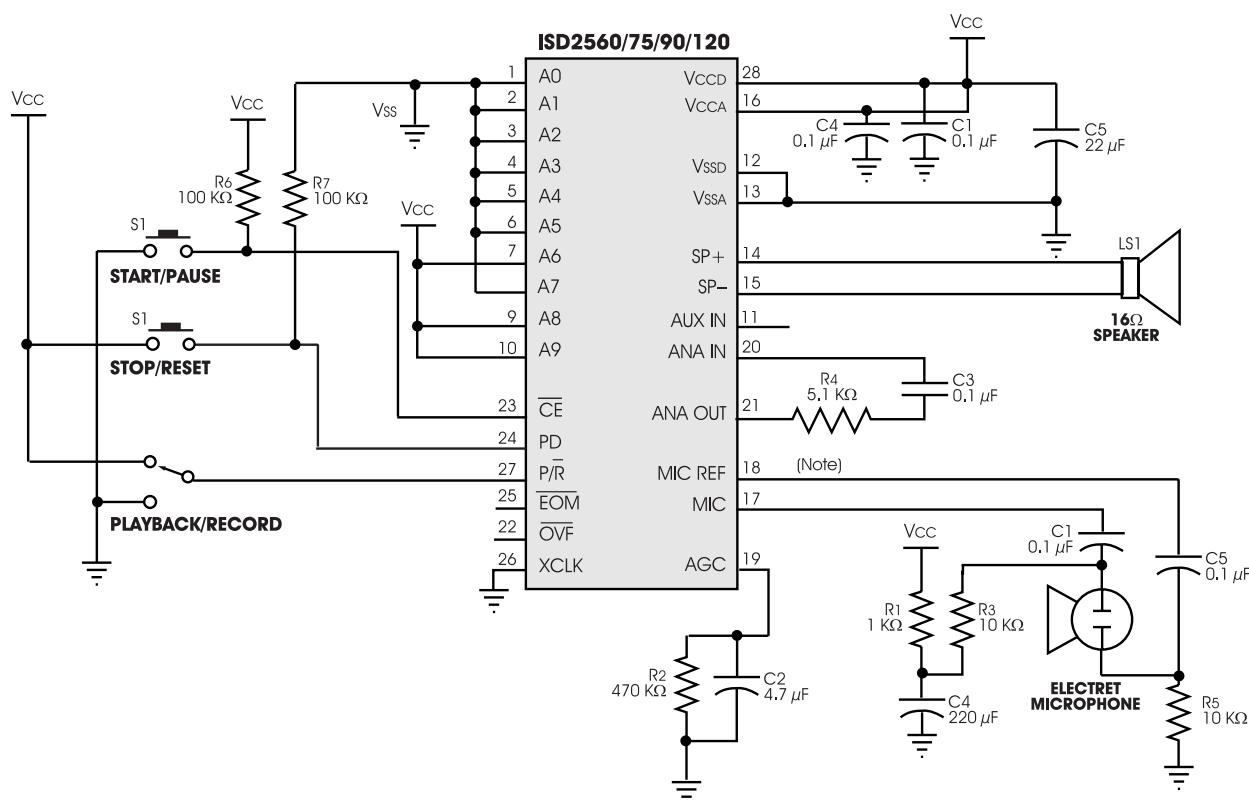 ISD2560/75/90/120
VCC
VCC
VSS
VCC
VCC
1 A0
2 A1
3 A2
4 A3
5 A4
6 A5
7 A6
A7
9 A8
10 A9
23 CE
24 PD
27 P/R
25 EOM
22 OVF
26 XCLK
VCCD 28
VCCA 16
VSSD 12
VSSA 13
SP+ 14
SP– 15
AUX IN 11
ANA IN 20
ANA OUT 21
MIC REF 18
(Note)
MIC 17
AGC 19
R6
100 KΩ
R7
100 KΩ
S1
START/PAUSE
S1
STOP/RESET
PLAYBACK/RECORD
C4
0.1 µF
C1
0.1 µF
C5
22 µF
LS1
16Ω
SPEAKER
R4
5.1 KΩ
C3
0.1 µF
VCC
C1
0.1 µF
C5
0.1 µF
R1
1 KΩ
R3
10 KΩ
R2
470 KΩ
C2
4.7 µF
C4
220 µF
ELECTRET
MICROPHONE
R5
10 KΩ